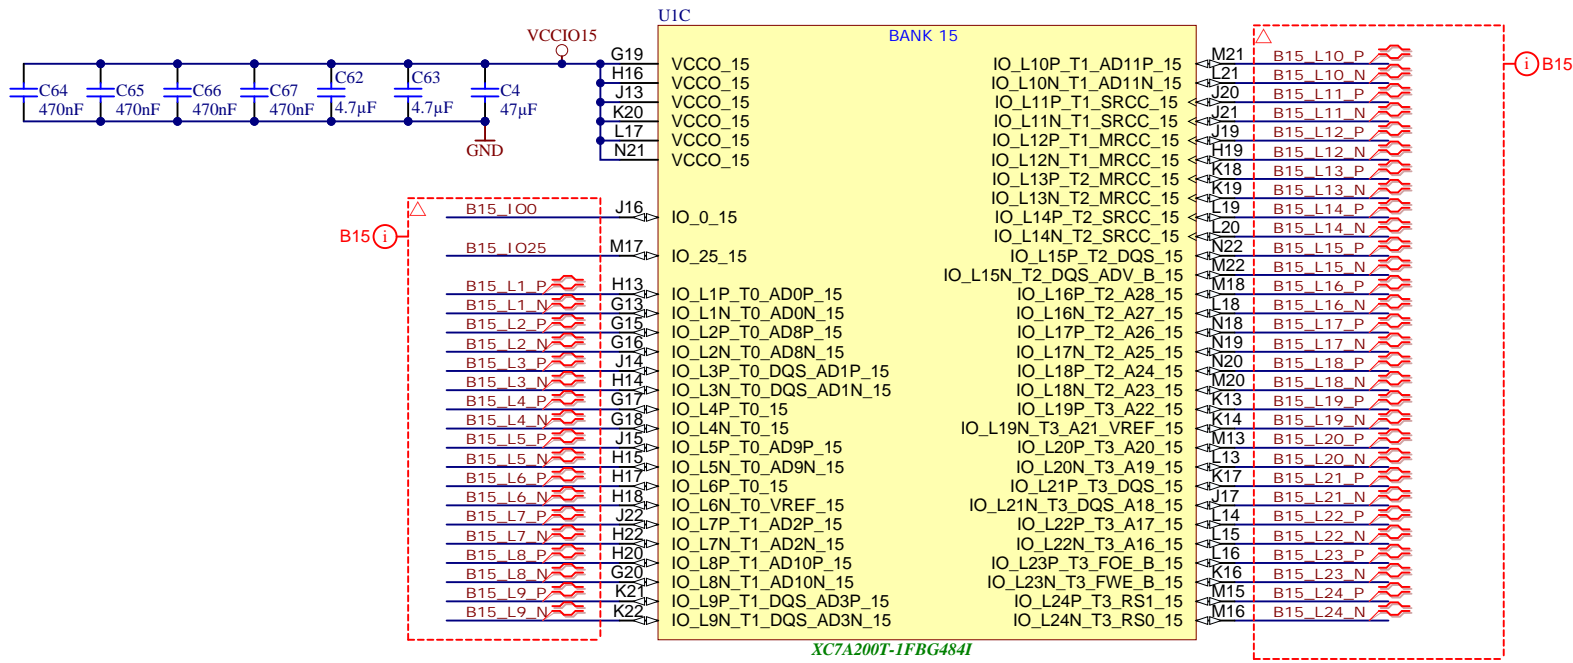 U1C
BANK 15
VCCIO15
C64
470nF
C65
470nF
C66
470nF
C67
470nF
C62
4.7µF
C63
4.7µF
C4
47µF
GND
G19 VCCO_15
H16 VCCO_15
J13 VCCO_15
K20 VCCO_15
L17 VCCO_15
N21 VCCO_15
B15 i
B15_IO0 J16 IO_0_15
B15_IO25 M17 IO_25_15
B15_L1_P H13 IO_L1P_T0_AD0P_15
B15_L1_N G13 IO_L1N_T0_AD0N_15
B15_L2_P G15 IO_L2P_T0_AD8P_15
B15_L2_N G16 IO_L2N_T0_AD8N_15
B15_L3_P J14 IO_L3P_T0_DQS_AD1P_15
B15_L3_N H14 IO_L3N_T0_DQS_AD1N_15
B15_L4_P G17 IO_L4P_T0_15
B15_L4_N G18 IO_L4N_T0_15
B15_L5_P J15 IO_L5P_T0_AD9P_15
B15_L5_N H15 IO_L5N_T0_AD9N_15
B15_L6_P H17 IO_L6P_T0_15
B15_L6_N H18 IO_L6N_T0_VREF_15
B15_L7_P J22 IO_L7P_T1_AD2P_15
B15_L7_N H22 IO_L7N_T1_AD2N_15
B15_L8_P H20 IO_L8P_T1_AD10P_15
B15_L8_N G20 IO_L8N_T1_AD10N_15
B15_L9_P K21 IO_L9P_T1_DQS_AD3P_15
B15_L9_N K22 IO_L9N_T1_DQS_AD3N_15
IO_L10P_T1_AD11P_15 M21 B15_L10_P
IO_L10N_T1_AD11N_15 L21 B15_L10_N
IO_L11P_T1_SRCC_15 J20 B15_L11_P
IO_L11N_T1_SRCC_15 J21 B15_L11_N
IO_L12P_T1_MRCC_15 J19 B15_L12_P
IO_L12N_T1_MRCC_15 H19 B15_L12_N
IO_L13P_T2_MRCC_15 K18 B15_L13_P
IO_L13N_T2_MRCC_15 K19 B15_L13_N
IO_L14P_T2_SRCC_15 L19 B15_L14_P
IO_L14N_T2_SRCC_15 L20 B15_L14_N
IO_L15P_T2_DQS_15 N22 B15_L15_P
IO_L15N_T2_DQS_ADV_B_15 M22 B15_L15_N
IO_L16P_T2_A28_15 M18 B15_L16_P
IO_L16N_T2_A27_15 L18 B15_L16_N
IO_L17P_T2_A26_15 N18 B15_L17_P
IO_L17N_T2_A25_15 N19 B15_L17_N
IO_L18P_T2_A24_15 N20 B15_L18_P
IO_L18N_T2_A23_15 M20 B15_L18_N
IO_L19P_T3_A22_15 K13 B15_L19_P
IO_L19N_T3_A21_VREF_15 K14 B15_L19_N
IO_L20P_T3_A20_15 M13 B15_L20_P
IO_L20N_T3_A19_15 L13 B15_L20_N
IO_L21P_T3_DQS_15 K17 B15_L21_P
IO_L21N_T3_DQS_A18_15 J17 B15_L21_N
IO_L22P_T3_A17_15 L14 B15_L22_P
IO_L22N_T3_A16_15 L15 B15_L22_N
IO_L23P_T3_FOE_B_15 L16 B15_L23_P
IO_L23N_T3_FWE_B_15 K16 B15_L23_N
IO_L24P_T3_RS1_15 M15 B15_L24_P
IO_L24N_T3_RS0_15 M16 B15_L24_N
i B15
XC7A200T-1FBG484I